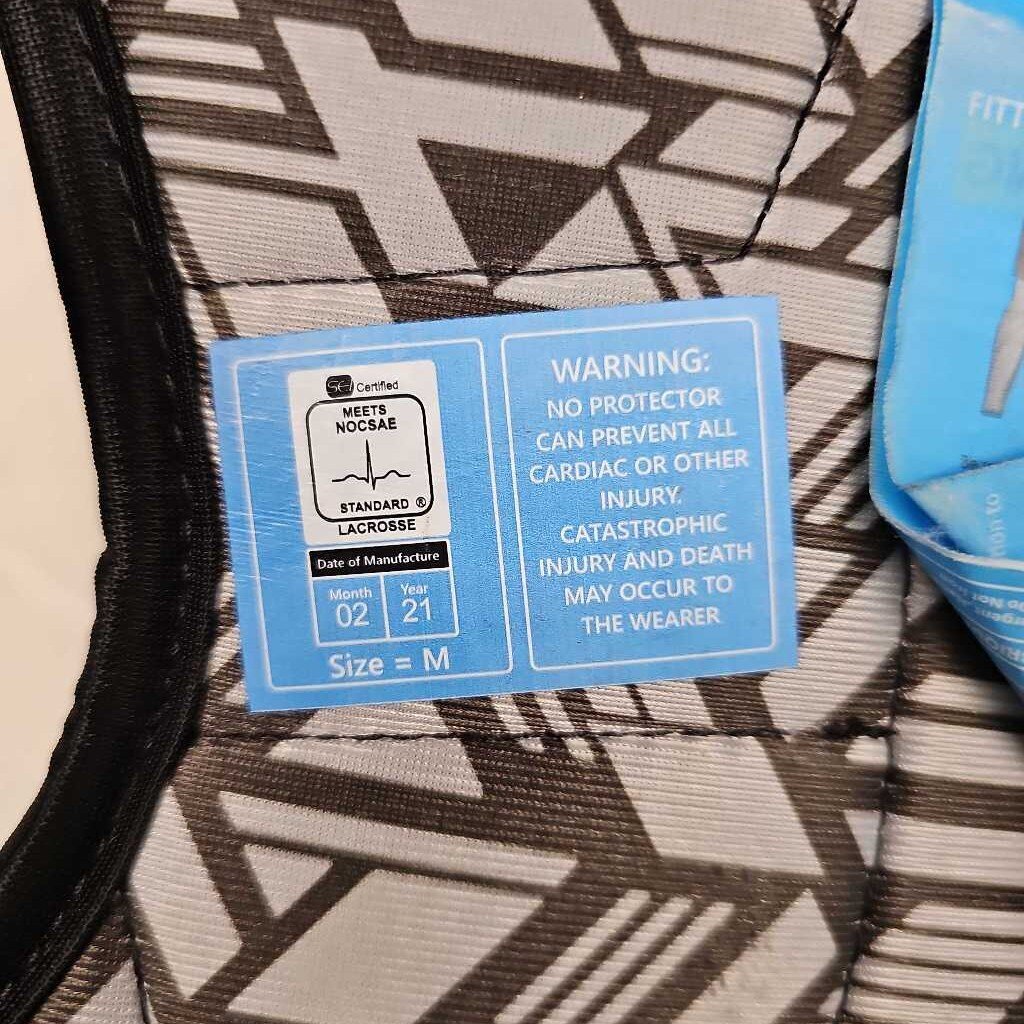 SEI Certified
MEETS
NOCSAE
STANDARD ®
LACROSSE
Date of Manufacture
Month
02
Year
21
Size = M
WARNING:
NO PROTECTOR
CAN PREVENT ALL
CARDIAC OR OTHER
INJURY.
CATASTROPHIC
INJURY AND DEATH
MAY OCCUR TO
THE WEARER
FITT